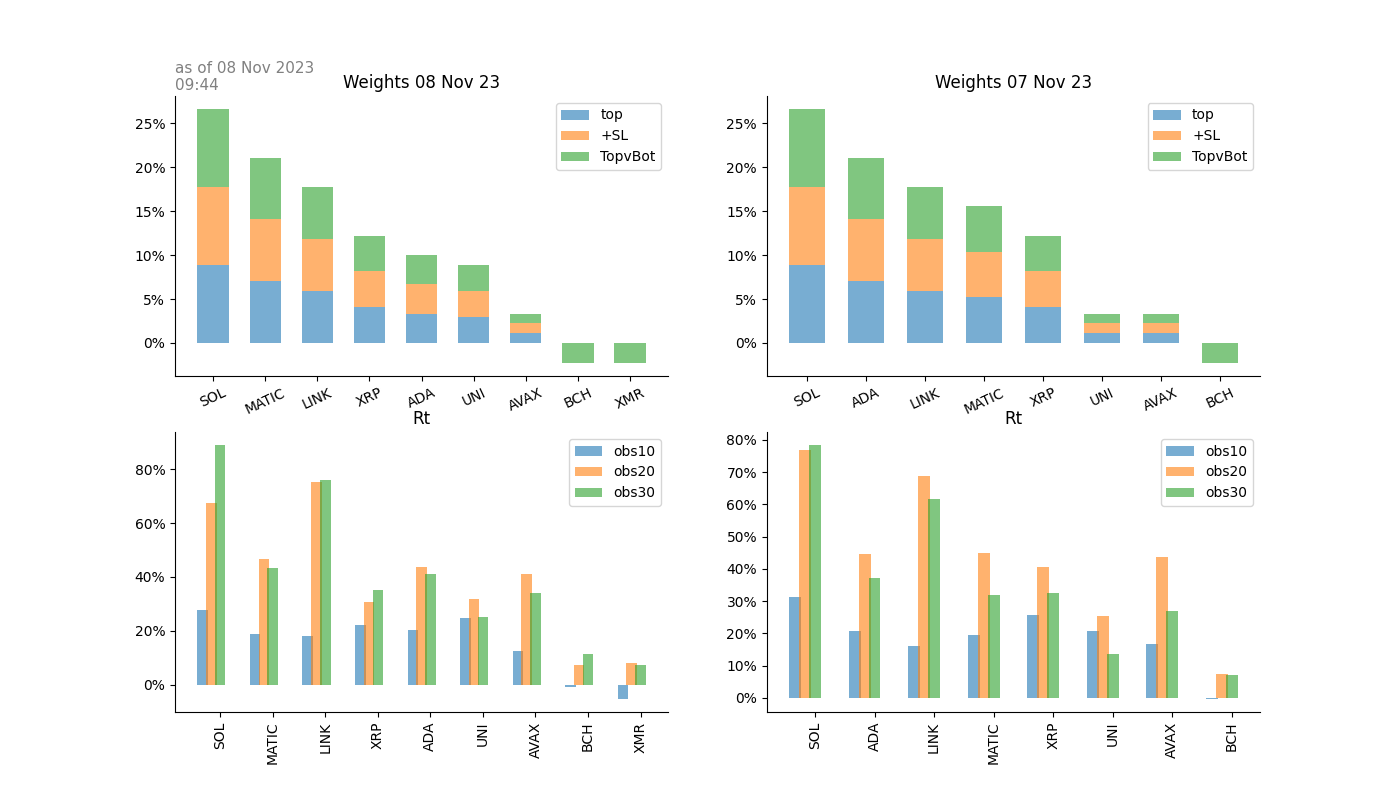 as of 08 Nov 2023
09:44
Weights 08 Nov 23
25%
20%
15%
10%
5%
0%
top
+SL
TopvBot
SOL
MATIC
LINK
XRP
ADA
UNI
AVAX
BCH
XMR
Weights 07 Nov 23
25%
20%
15%
10%
5%
0%
top
+SL
TopvBot
SOL
ADA
LINK
MATIC
XRP
UNI
AVAX
BCH
Rt
80%
60%
40%
20%
0%
obs10
obs20
obs30
SOL
MATIC
LINK
XRP
ADA
UNI
AVAX
BCH
XMR
Rt
80%
70%
60%
50%
40%
30%
20%
10%
0%
obs10
obs20
obs30
SOL
ADA
LINK
MATIC
XRP
UNI
AVAX
BCH